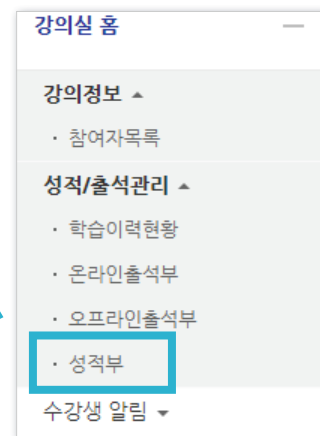 강의실 홈
강의정보 ▲
· 참여자목록
성적/출석관리 ▲
· 학습이력현황
· 온라인출석부
· 오프라인출석부
· 성적부
수강생 알림 ▼